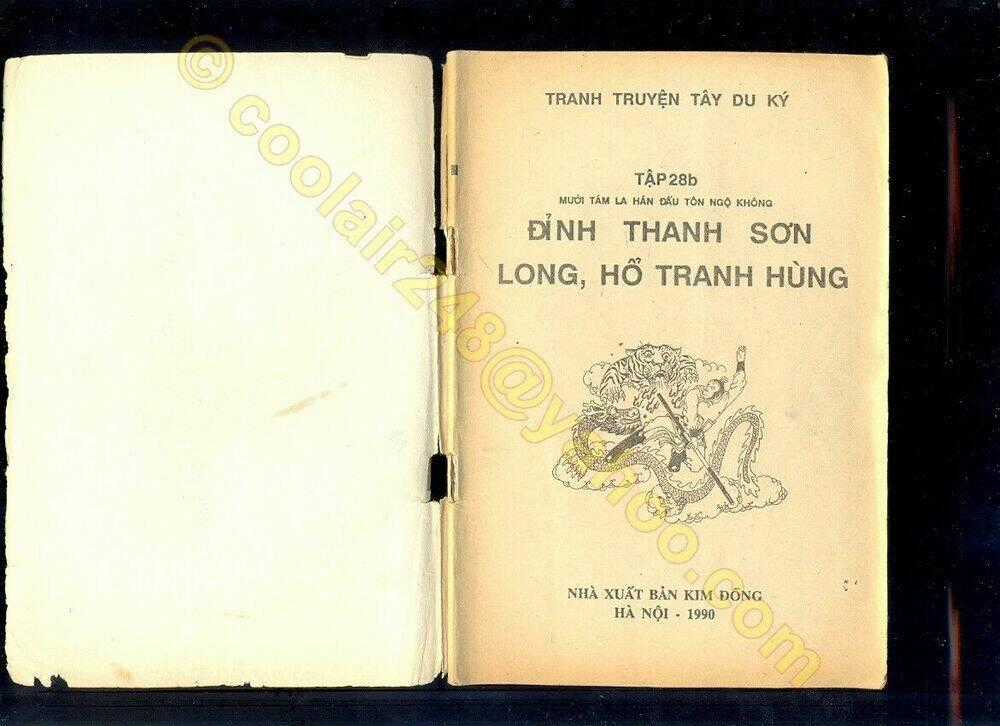 TRANH TRUYỆN TÂY DU KÝ
TẬP 28b
MƯỜI TÁM LA HÁN ĐẤU TÔN NGỘ KHÔNG
ĐỈNH THANH SƠN
LONG, HỔ TRANH HÙNG
NHÀ XUẤT BẢN KIM ĐỒNG
HÀ NỘI - 1990
© coolair248@yahoo.com